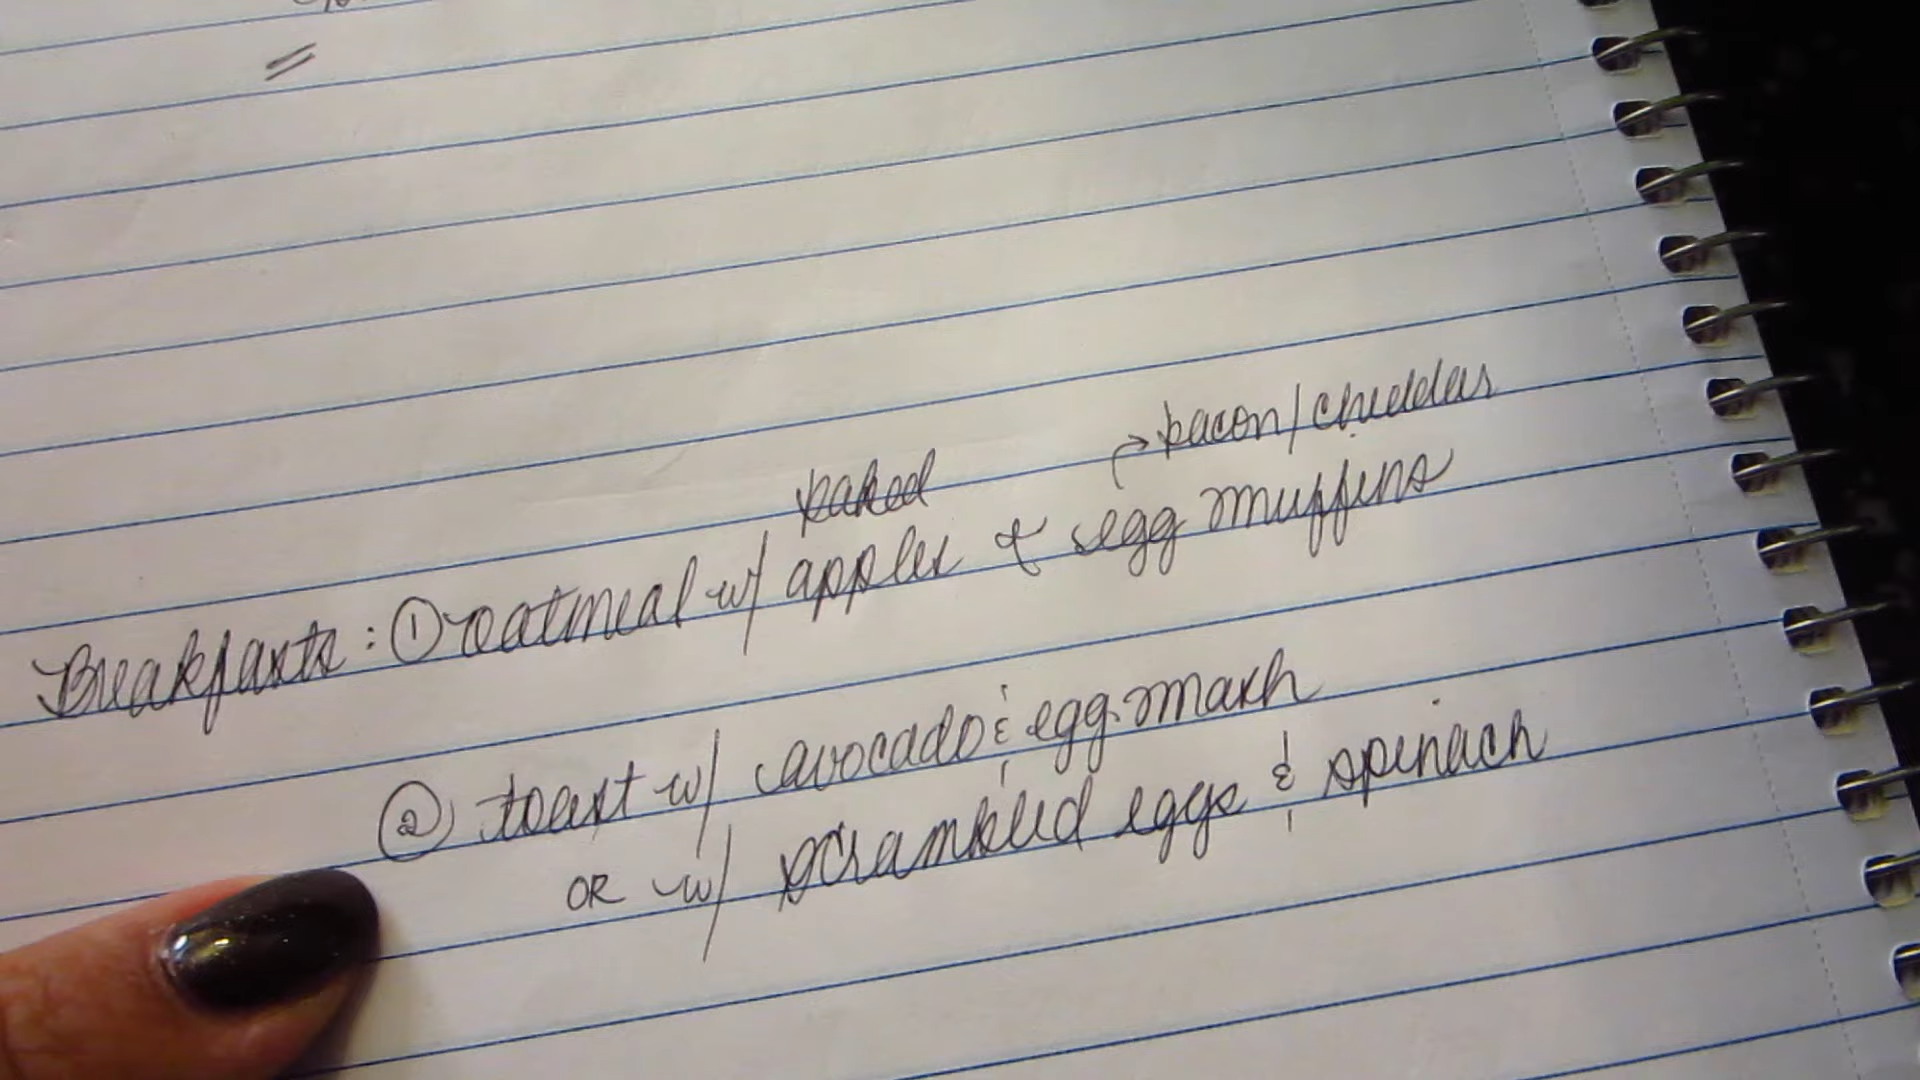 → bacon/cheddar
baked
Breakfasts: ① oatmeal w/ apples & egg muffins
② toast w/ avocado & egg mash
OR w/ scrambled eggs & spinach